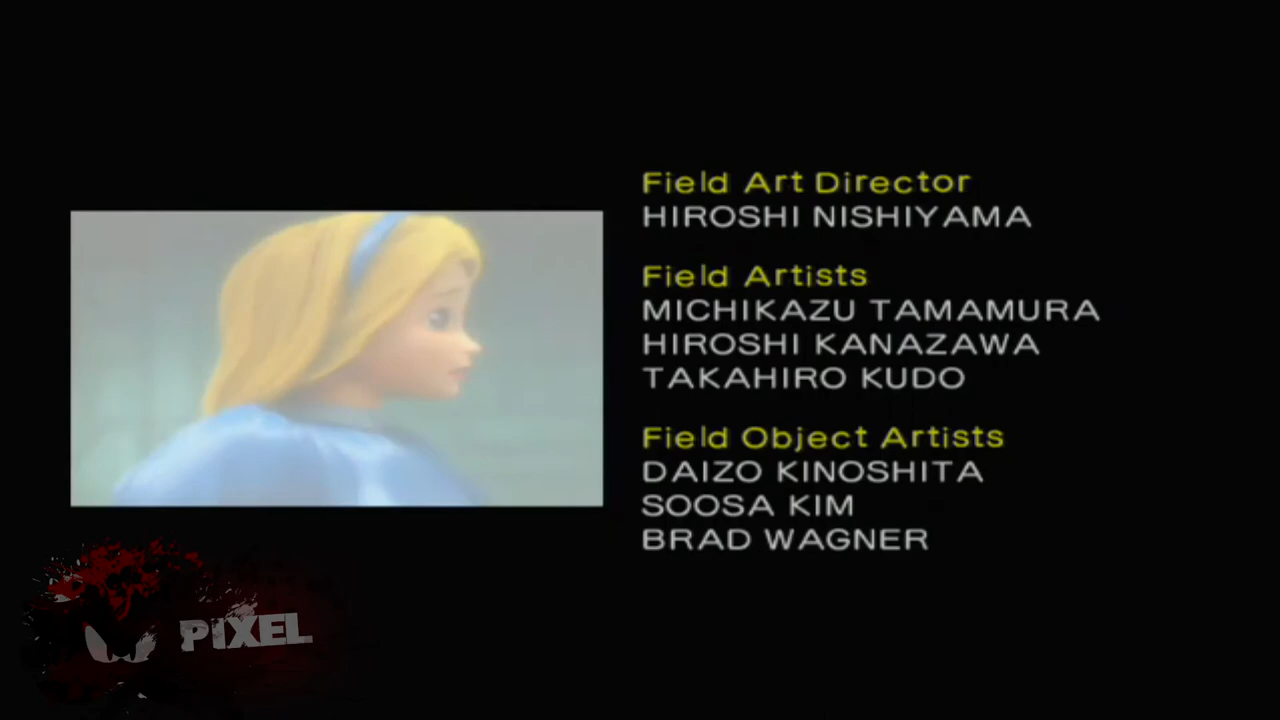 Field Art Director
HIROSHI NISHIYAMA
Field Artists
MICHIKAZU TAMAMURA
HIROSHI KANAZAWA
TAKAHIRO KUDO
Field Object Artists
DAIZO KINOSHITA
SOOSA KIM
BRAD WAGNER
PIXEL